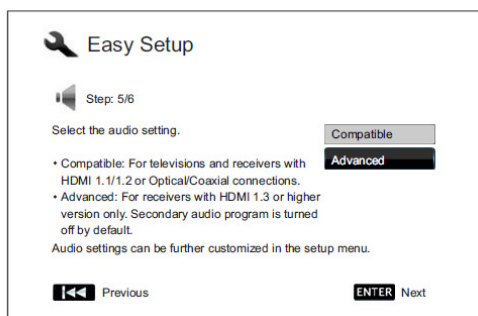 Easy Setup
Step: 5/6
Select the audio setting.
Compatible
Advanced
• Compatible: For televisions and receivers with
HDMI 1.1/1.2 or Optical/Coaxial connections.
• Advanced: For receivers with HDMI 1.3 or higher
version only. Secondary audio program is turned
off by default.
Audio settings can be further customized in the setup menu.
Previous
ENTER Next